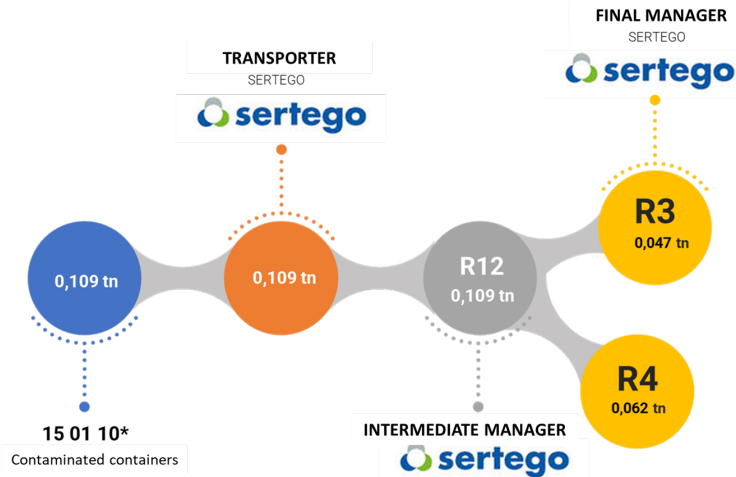 FINAL MANAGER
SERTEGO
sertego
TRANSPORTER
SERTEGO
sertego
R3
0,047 tn
0,109 tn
0,109 tn
R12
0,109 tn
R4
0,062 tn
15 01 10*
Contaminated containers
INTERMEDIATE MANAGER
sertego